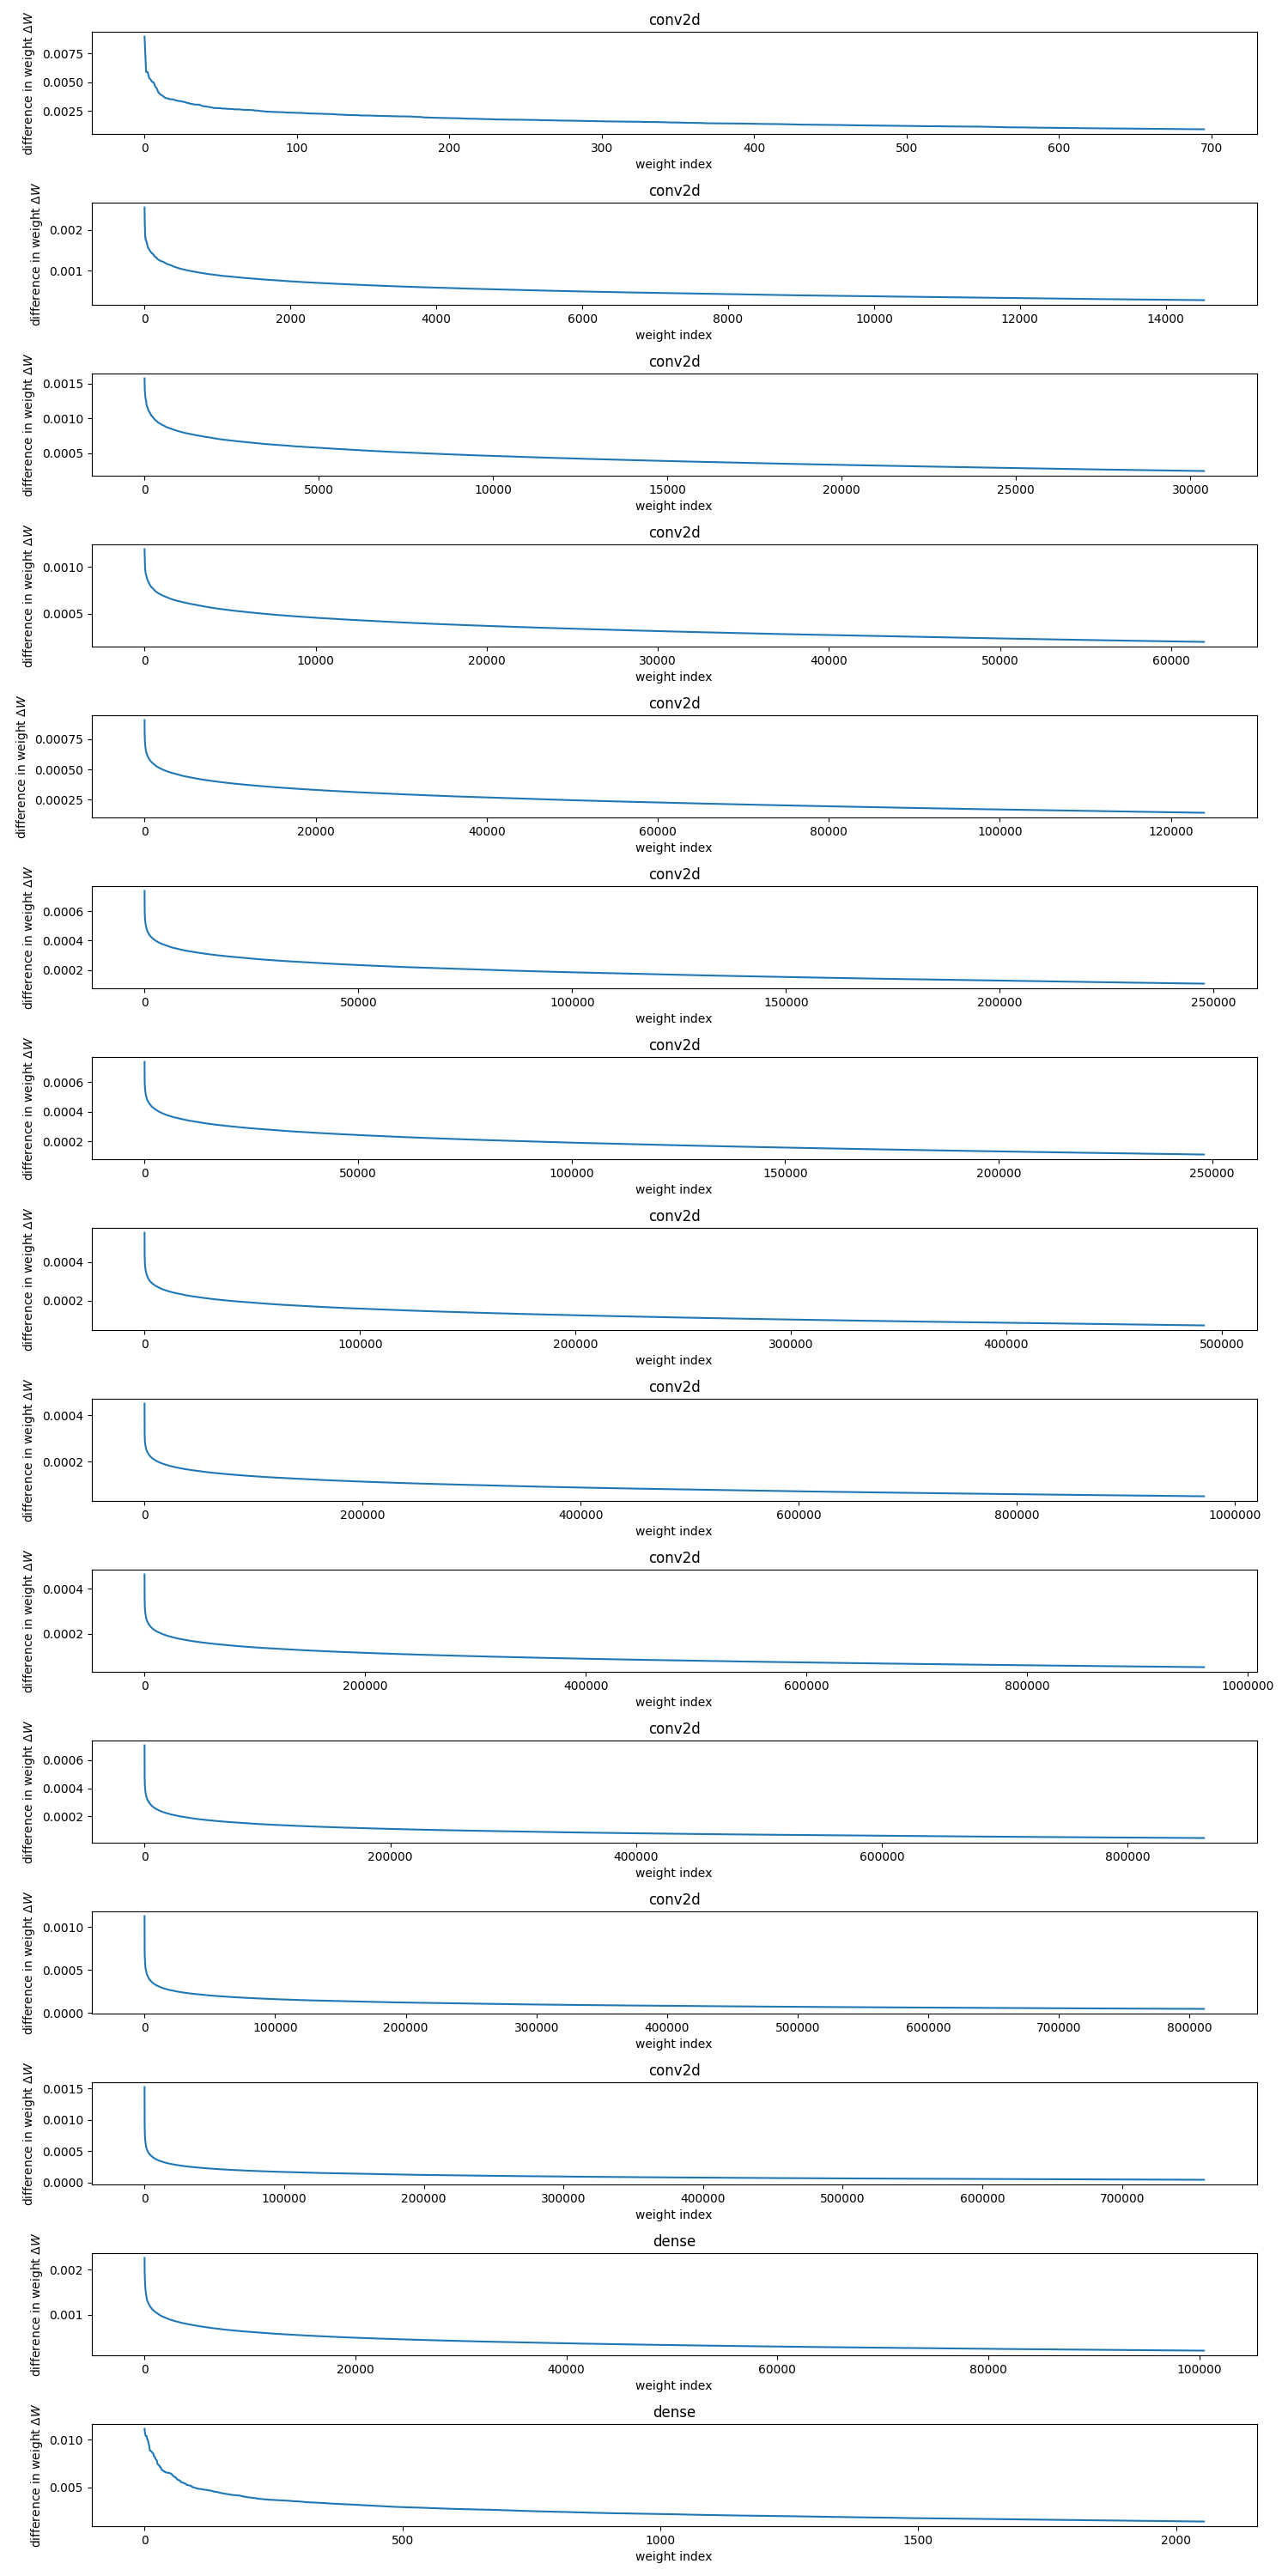 conv2d
difference in weight ΔW
0.0075
0.0050
0.0025
0 100 200 300 400 500 600 700
weight index
conv2d
difference in weight ΔW
0.002
0.001
0 2000 4000 6000 8000 10000 12000 14000
weight index
conv2d
difference in weight ΔW
0.0015
0.0010
0.0005
0 5000 10000 15000 20000 25000 30000
weight index
conv2d
difference in weight ΔW
0.0010
0.0005
0 10000 20000 30000 40000 50000 60000
weight index
conv2d
difference in weight ΔW
0.00075
0.00050
0.00025
0 20000 40000 60000 80000 100000 120000
weight index
conv2d
difference in weight ΔW
0.0006
0.0004
0.0002
0 50000 100000 150000 200000 250000
weight index
conv2d
difference in weight ΔW
0.0006
0.0004
0.0002
0 50000 100000 150000 200000 250000
weight index
conv2d
difference in weight ΔW
0.0004
0.0002
0 100000 200000 300000 400000 500000
weight index
conv2d
difference in weight ΔW
0.0004
0.0002
0 200000 400000 600000 800000 1000000
weight index
conv2d
difference in weight ΔW
0.0004
0.0002
0 200000 400000 600000 800000 1000000
weight index
conv2d
difference in weight ΔW
0.0006
0.0004
0.0002
0 200000 400000 600000 800000
weight index
conv2d
difference in weight ΔW
0.0010
0.0005
0.0000
0 100000 200000 300000 400000 500000 600000 700000 800000
weight index
conv2d
difference in weight ΔW
0.0015
0.0010
0.0005
0.0000
0 100000 200000 300000 400000 500000 600000 700000
weight index
dense
difference in weight ΔW
0.002
0.001
0 20000 40000 60000 80000 100000
weight index
dense
difference in weight ΔW
0.010
0.005
0 500 1000 1500 2000
weight index